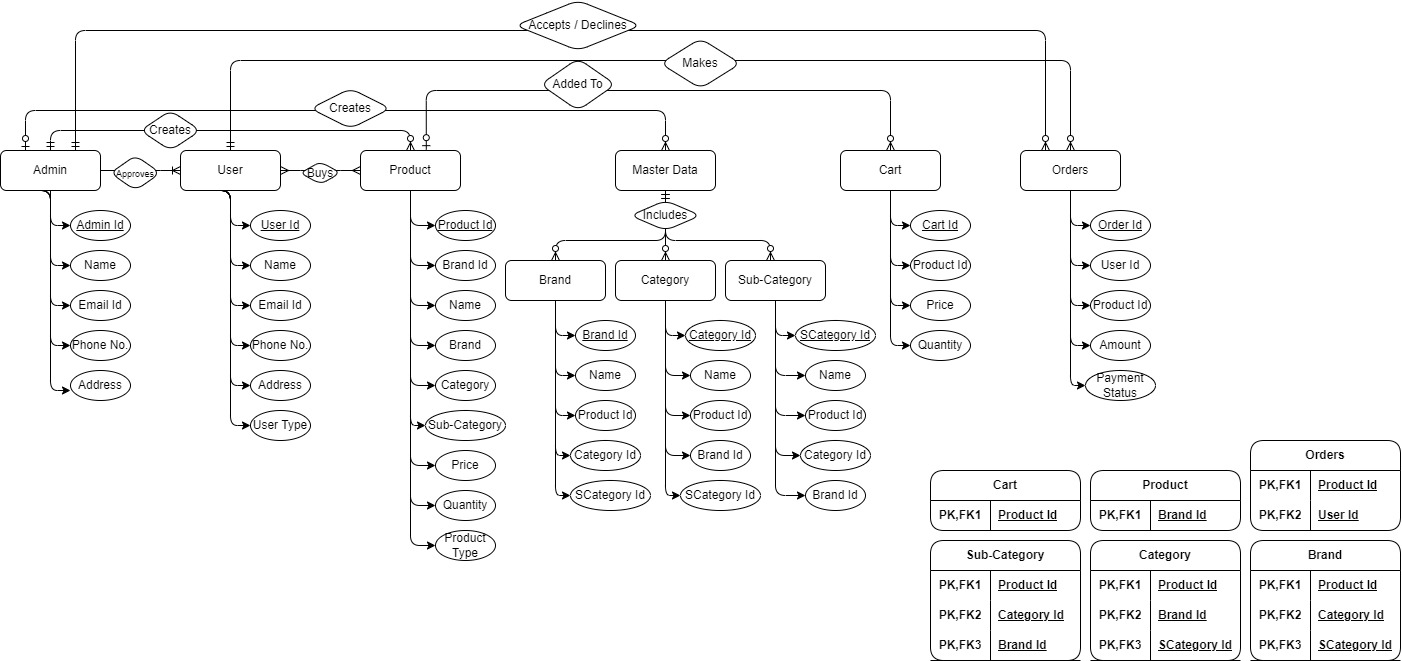 Accepts / Declines
Makes
Added To
Creates
Creates
Admin
Approves
User
Buys
Product
Master Data
Cart
Orders
Includes
Admin Id
Name
Email Id
Phone No.
Address
User Id
Name
Email Id
Phone No.
Address
User Type
Product Id
Brand Id
Name
Brand
Category
Sub-Category
Price
Quantity
Product
Type
Brand
Brand Id
Name
Product Id
Category Id
SCategory Id
Category
Category Id
Name
Product Id
Brand Id
SCategory Id
Sub-Category
SCategory Id
Name
Product Id
Category Id
Brand Id
Cart Id
Product Id
Price
Quantity
Order Id
User Id
Product Id
Amount
Payment
Status
Cart
PK,FK1 Product Id
Product
PK,FK1 Brand Id
Orders
PK,FK1 Product Id
PK,FK2 User Id
Sub-Category
PK,FK1 Product Id
PK,FK2 Category Id
PK,FK3 Brand Id
Category
PK,FK1 Product Id
PK,FK2 Brand Id
PK,FK3 SCategory Id
Brand
PK,FK1 Product Id
PK,FK2 Category Id
PK,FK3 SCategory Id